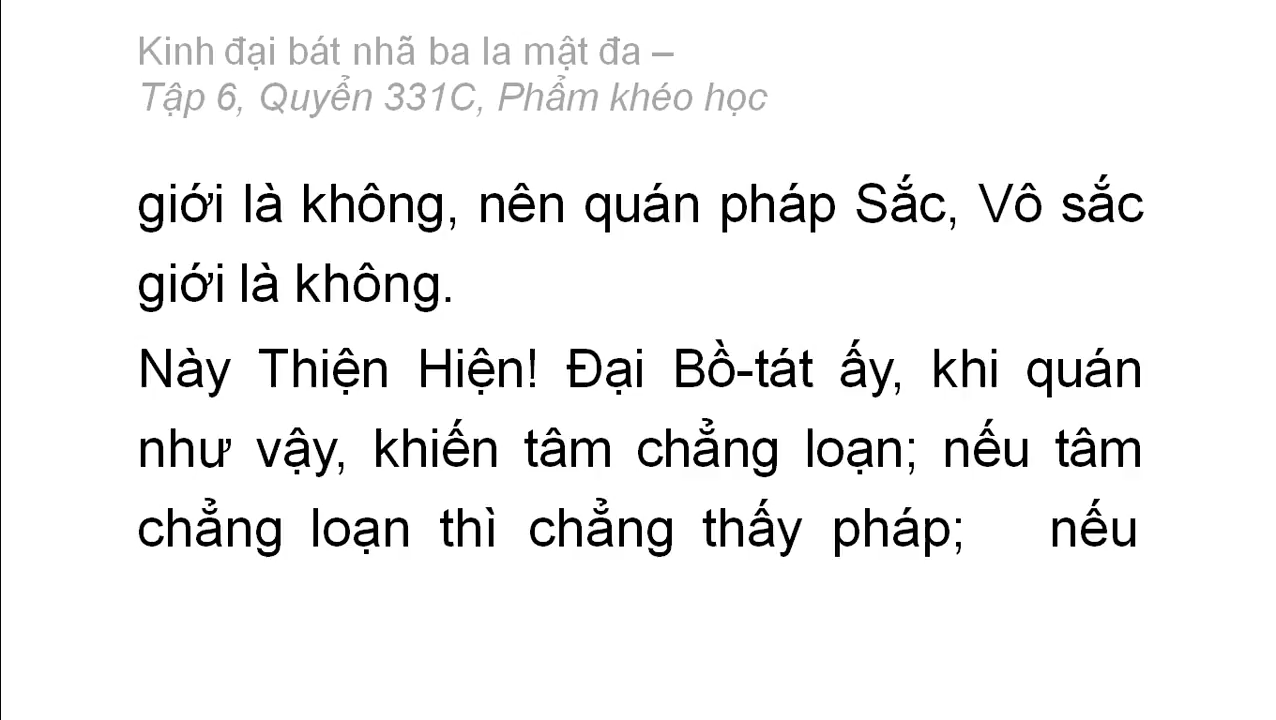 Kinh đại bát nhã ba la mật đa –
Tập 6, Quyển 331C, Phẩm khéo học
giới là không, nên quán pháp Sắc, Vô sắc
giới là không.
Này Thiện Hiện! Đại Bồ-tát ấy, khi quán
như vậy, khiến tâm chẳng loạn; nếu tâm
chẳng loạn thì chẳng thấy pháp; nếu